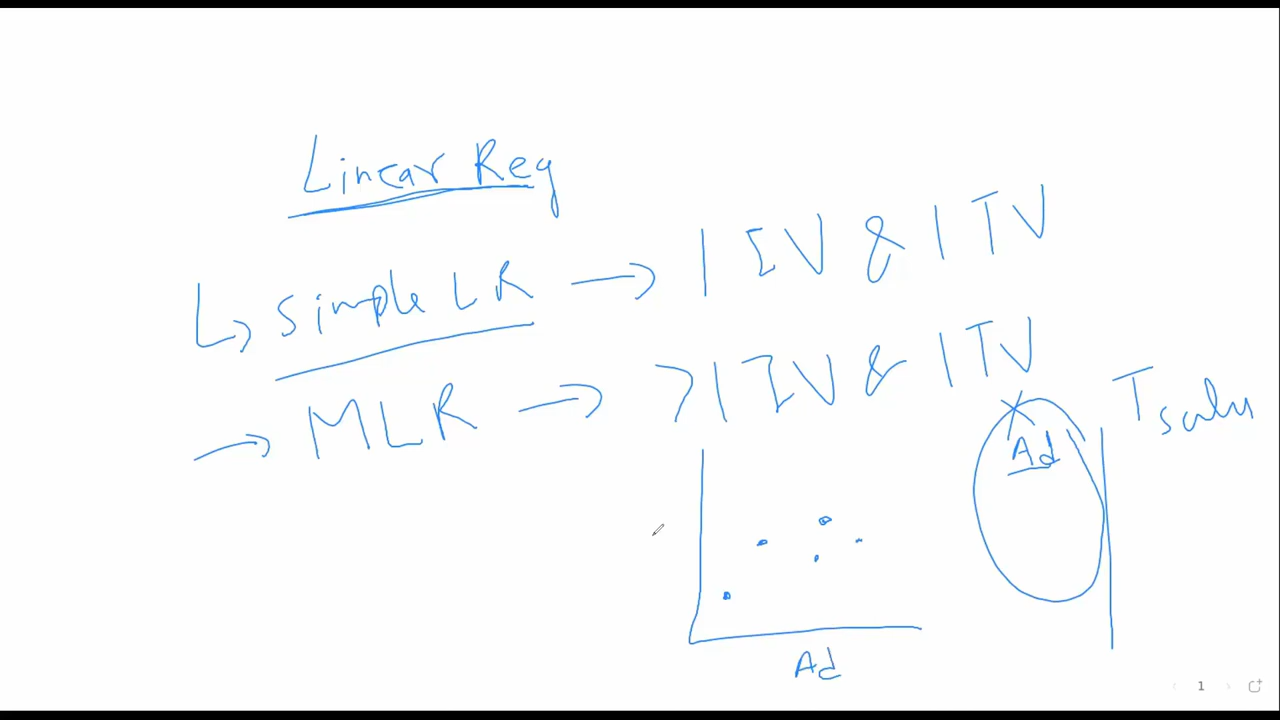 Linear Reg
↳ Simple LR → 1 IV & 1 TV
→ MLR → >1 IV & 1 TV
X
Ad
T
Ad
1